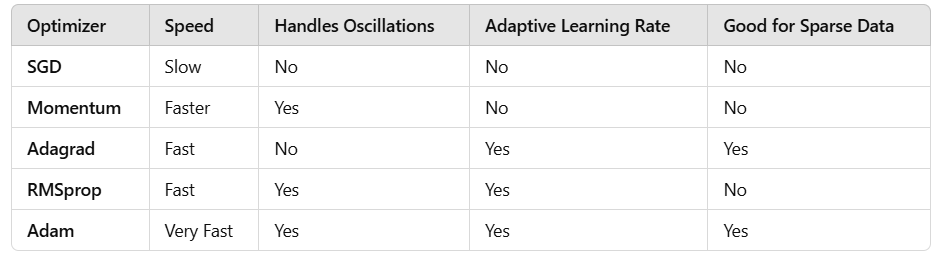 Optimizer Speed Handles Oscillations Adaptive Learning Rate Good for Sparse Data
SGD Slow No No No
Momentum Faster Yes No No
Adagrad Fast No Yes Yes
RMSprop Fast Yes Yes No
Adam Very Fast Yes Yes Yes